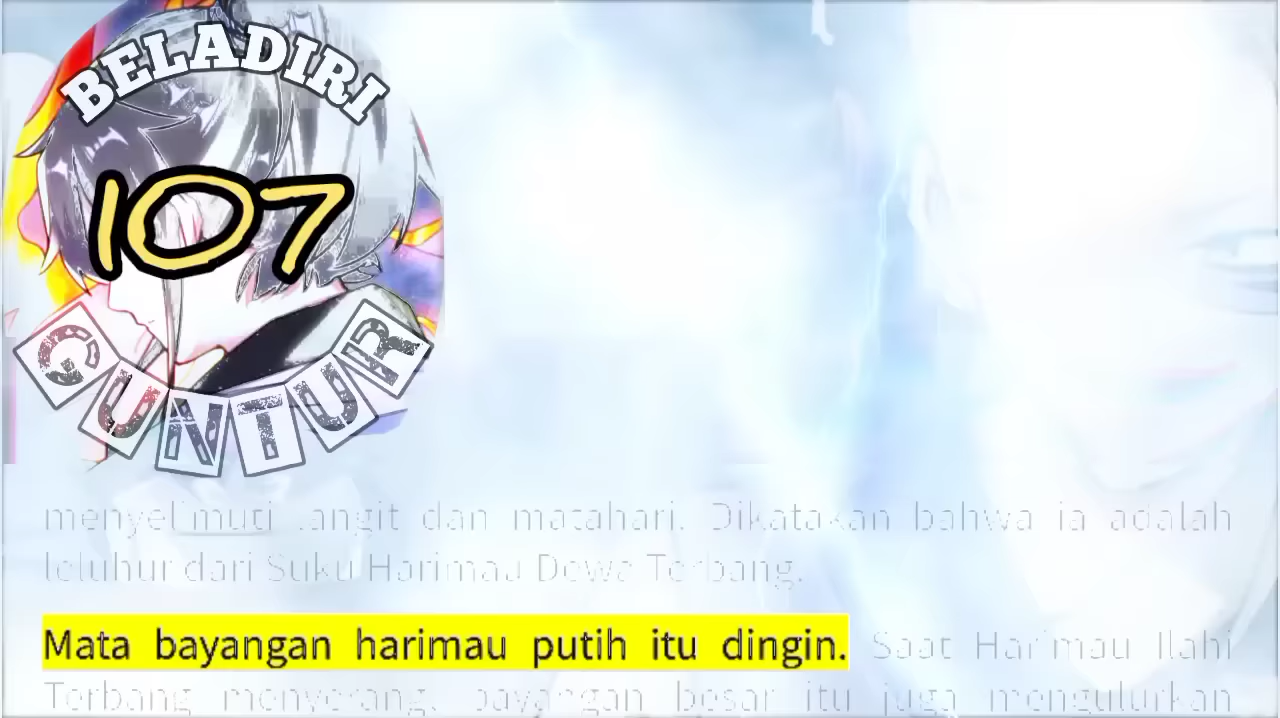 BELADIRI
107
GUNTUR
menyelimuti langit dan matahari. Dikatakan bahwa ia adalah
leluhur dari Suku Harimau Dewa Terbang.
Mata bayangan harimau putih itu dingin. Saat Harimau Ilahi
Terbang menyerang, bayangan besar itu juga mengulurkan